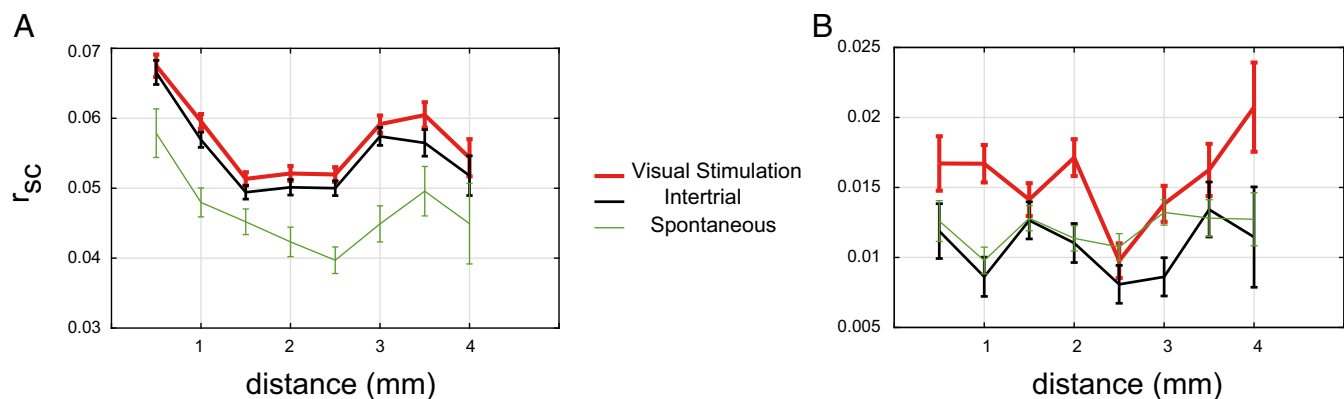 A
B
r_sc
0.07
0.06
0.05
0.04
0.03
1 2 3 4
distance (mm)
Visual Stimulation
Intertrial
Spontaneous
0.025
0.02
0.015
0.01
0.005
1 2 3 4
distance (mm)